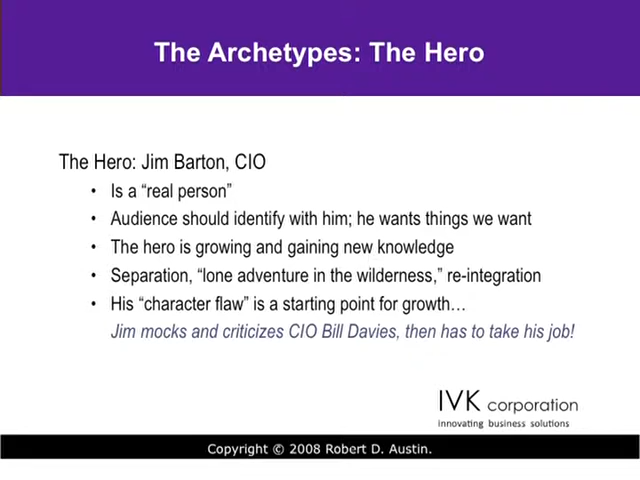 The Archetypes: The Hero
The Hero: Jim Barton, CIO
• Is a “real person”
• Audience should identify with him; he wants things we want
• The hero is growing and gaining new knowledge
• Separation, “lone adventure in the wilderness,” re-integration
• His “character flaw” is a starting point for growth…
Jim mocks and criticizes CIO Bill Davies, then has to take his job!
IVK corporation
innovating business solutions
Copyright © 2008 Robert D. Austin.